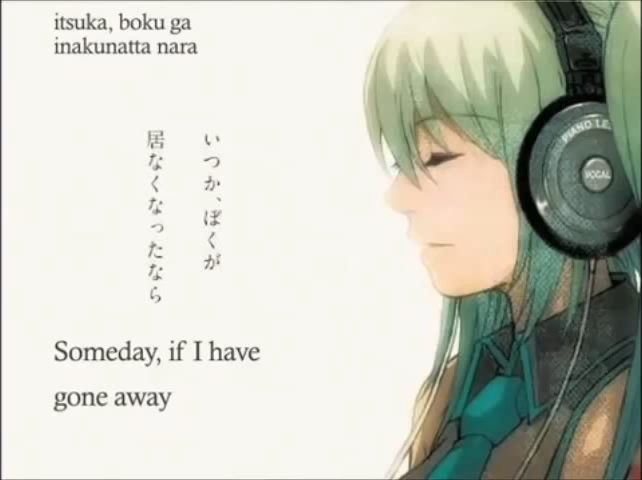 itsuka, boku ga
inakunatta nara
いつか、ぼくが
居なくなったなら
Someday, if I have
gone away
VOCAL